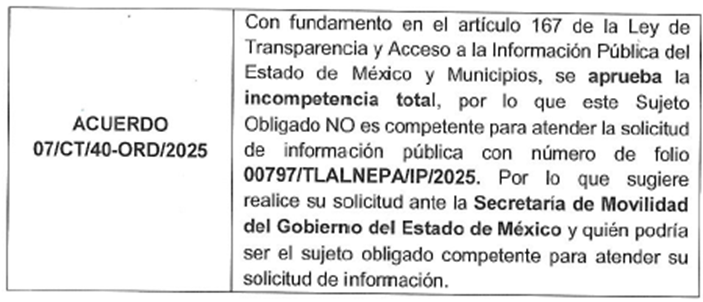 ACUERDO
07/CT/40-ORD/2025
Con fundamento en el artículo 167 de la Ley de
Transparencia y Acceso a la Información Pública del
Estado de México y Municipios, se aprueba la
incompetencia total, por lo que este Sujeto
Obligado NO es competente para atender la solicitud
de información pública con número de folio
00797/TLALNEPA/IP/2025. Por lo que sugiere
realice su solicitud ante la Secretaría de Movilidad
del Gobierno del Estado de México y quién podría
ser el sujeto obligado competente para atender su
solicitud de información.